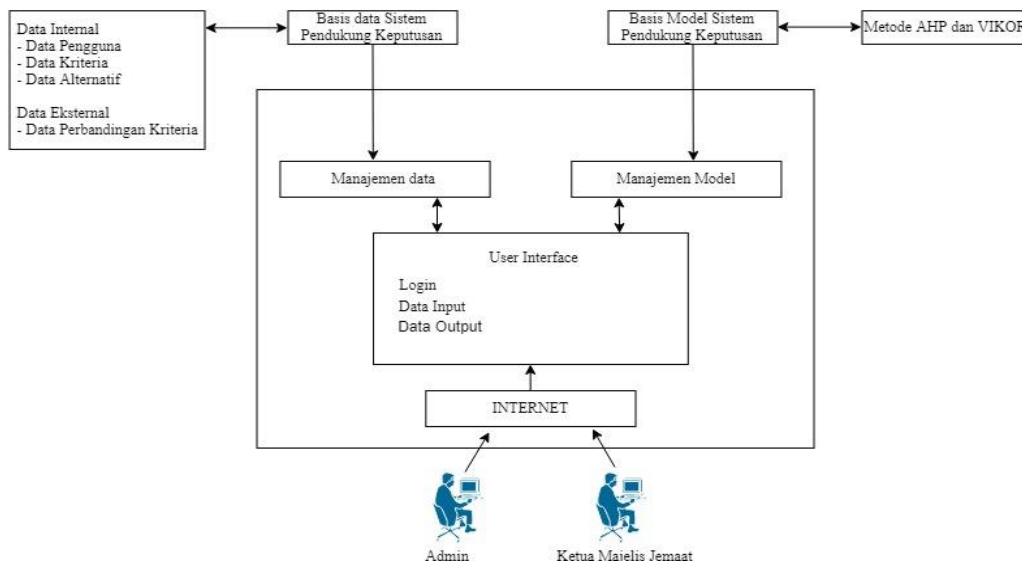 Data Internal
- Data Pengguna
- Data Kriteria
- Data Alternatif
Data Eksternal
- Data Perbandingan Kriteria
Basis data Sistem
Pendukung Keputusan
Basis Model Sistem
Pendukung Keputusan
Metode AHP dan VIKOR
Manajemen data
Manajemen Model
User Interface
Login
Data Input
Data Output
INTERNET
Admin
Ketua Majelis Jemaat